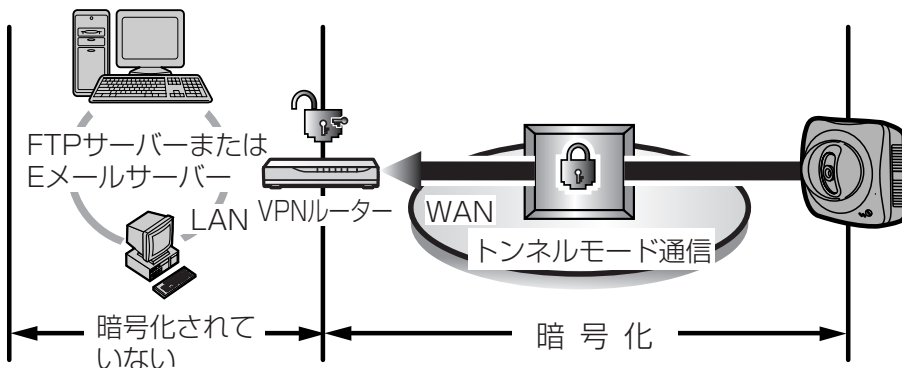 FTPサーバーまたは
Eメールサーバー
LAN
VPNルーター
WAN
トンネルモード通信
暗号化されて
いない
暗号化